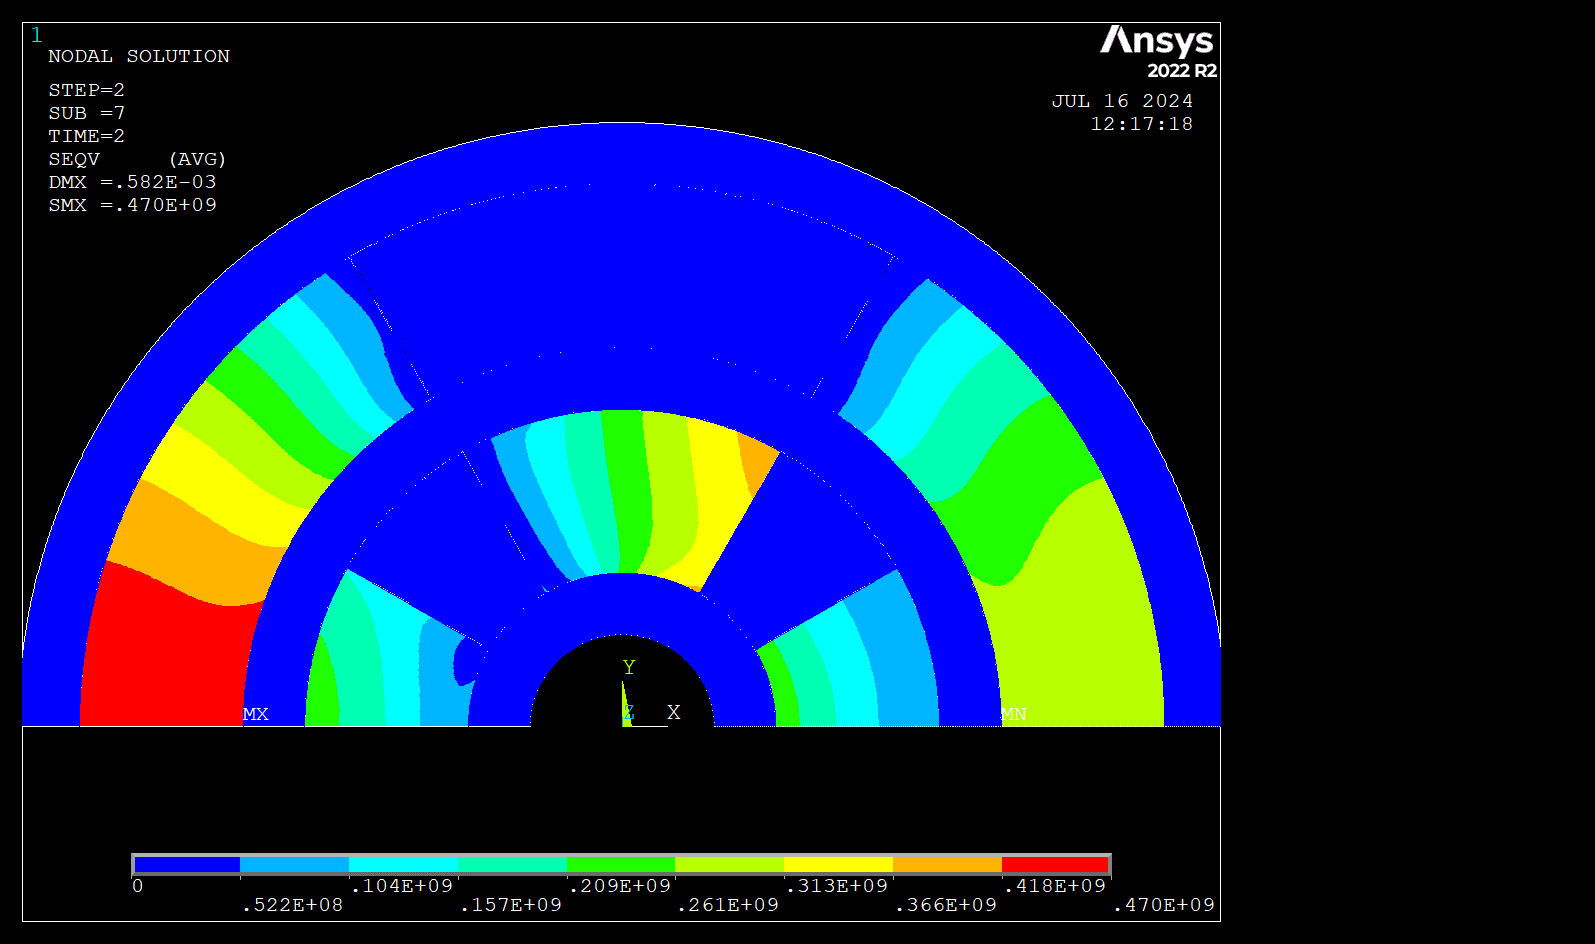 1
NODAL SOLUTION
STEP=2
SUB =7
TIME=2
SEQV (AVG)
DMX =.582E-03
SMX =.470E+09
Ansys
2022 R2
JUL 16 2024
12:17:18
Y
Z X
MX
MN
0 .104E+09 .209E+09 .313E+09 .418E+09
.522E+08 .157E+09 .261E+09 .366E+09 .470E+09